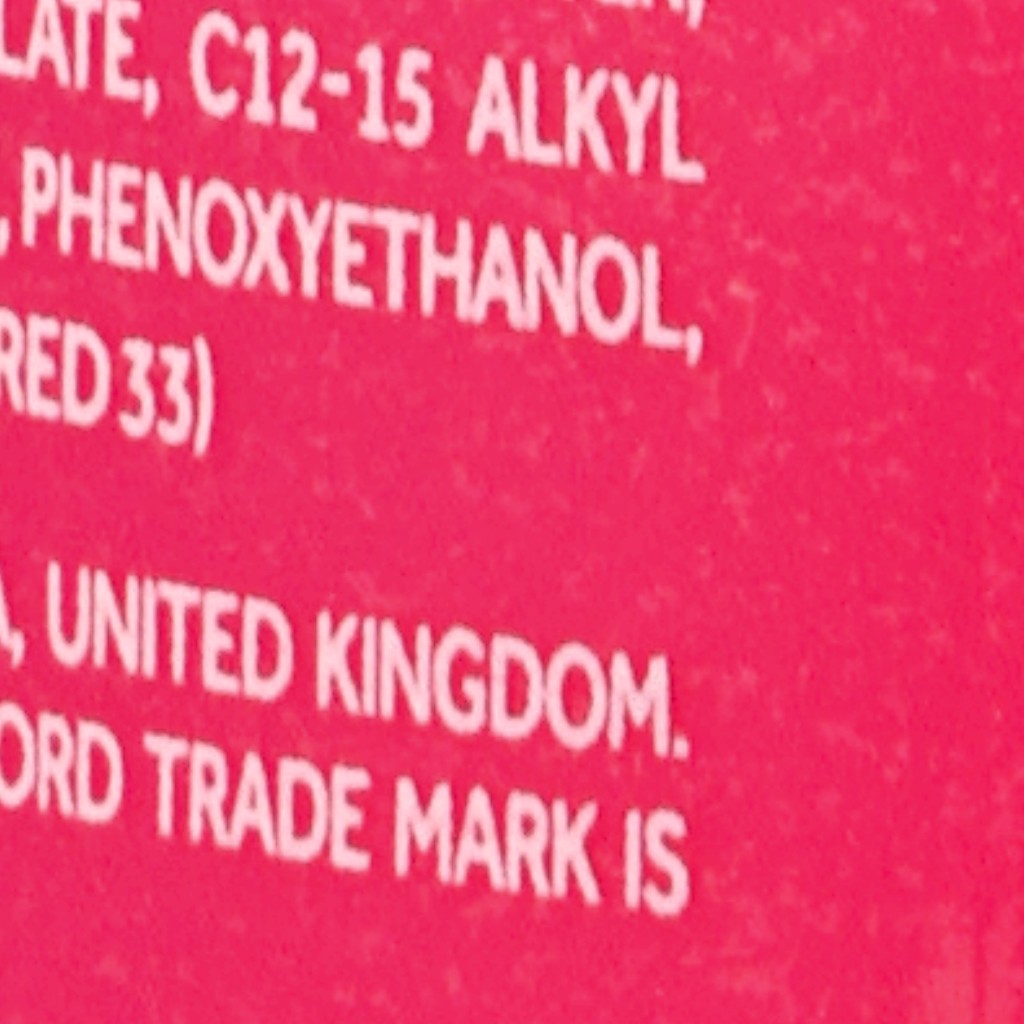 LATE, C12-15 ALKYL
, PHENOXYETHANOL,
RED 33)
, UNITED KINGDOM.
ORD TRADE MARK IS